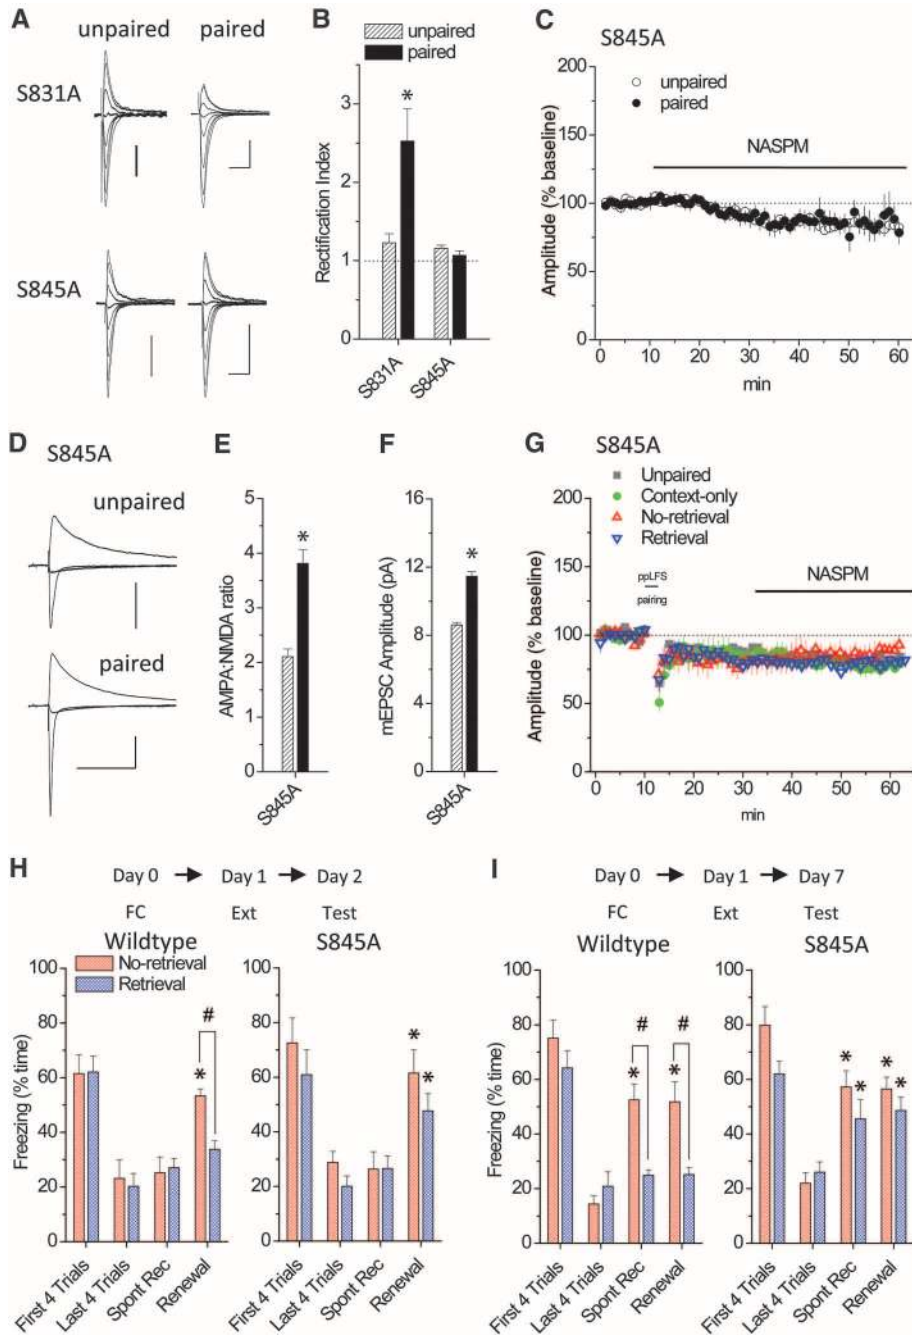 A
unpaired
paired
S831A
S845A
B
unpaired
paired
*
Rectification Index
3
2
1
0
S831A
S845A
C
S845A
unpaired
paired
NASPM
Amplitude (% baseline)
200
150
100
50
0
0 10 20 30 40 50 60
min
D
S845A
unpaired
paired
E
AMPA:NMDA ratio
5
4
3
2
1
0
*
S845A
F
mEPSC Amplitude (pA)
16
12
8
4
0
*
S845A
G
S845A
Unpaired
Context-only
No-retrieval
Retrieval
ppLFS
pairing
NASPM
Amplitude (% baseline)
200
150
100
50
0
0 10 20 30 40 50 60
min
H
Day 0 → Day 1 → Day 2
FC Ext Test
Wildtype
No-retrieval
Retrieval
Freezing (% time)
100
80
60
40
20
0
#
*
First 4 Trials
Last 4 Trials
Spont Rec
Renewal
S845A
*
*
First 4 Trials
Last 4 Trials
Spont Rec
Renewal
I
Day 0 → Day 1 → Day 7
FC Ext Test
Wildtype
Freezing (% time)
100
80
60
40
20
0
# #
* *
First 4 Trials
Last 4 Trials
Spont Rec
Renewal
S845A
* *
* *
First 4 Trials
Last 4 Trials
Spont Rec
Renewal